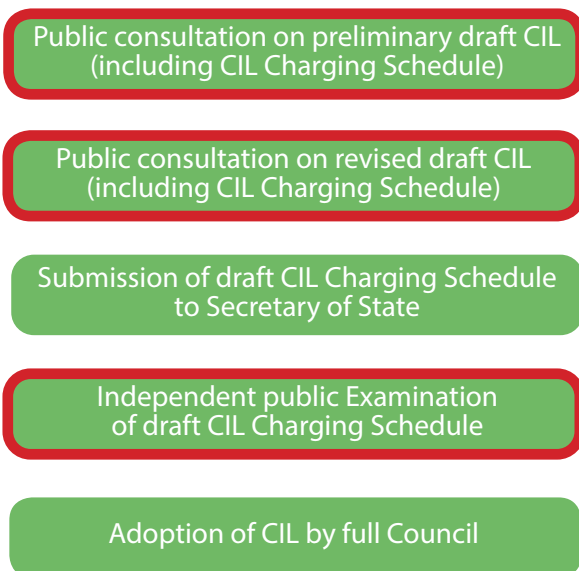 Public consultation on preliminary draft CIL
(including CIL Charging Schedule)
Public consultation on revised draft CIL
(including CIL Charging Schedule)
Submission of draft CIL Charging Schedule
to Secretary of State
Independent public Examination
of draft CIL Charging Schedule
Adoption of CIL by full Council